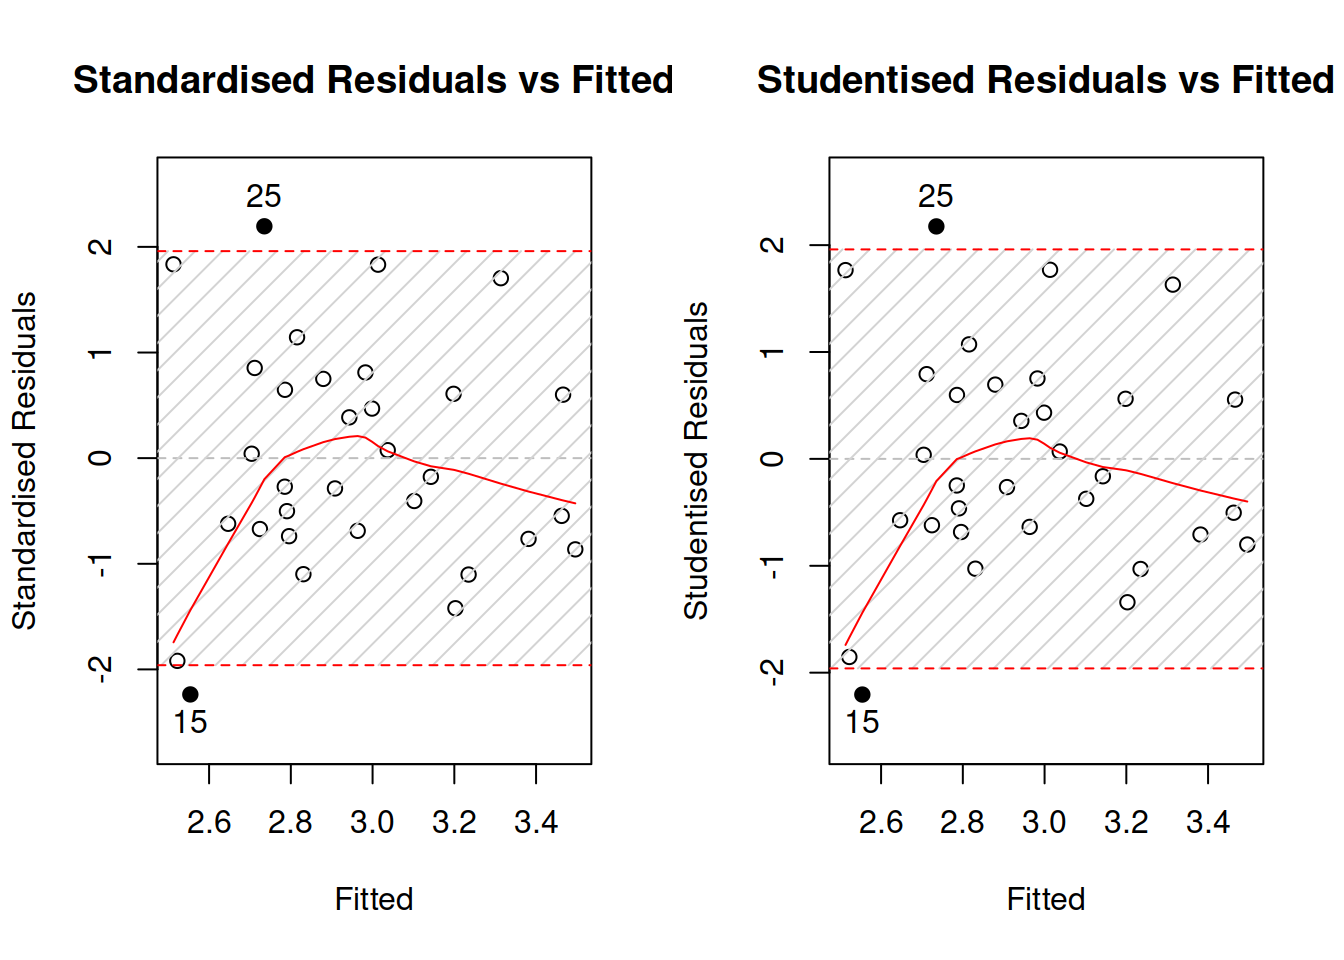 Standardised Residuals vs Fitted
Standardised Residuals
2
1
0
-1
-2
25
15
2.6 2.8 3.0 3.2 3.4
Fitted
Studentised Residuals vs Fitted
Studentised Residuals
2
1
0
-1
-2
25
15
2.6 2.8 3.0 3.2 3.4
Fitted